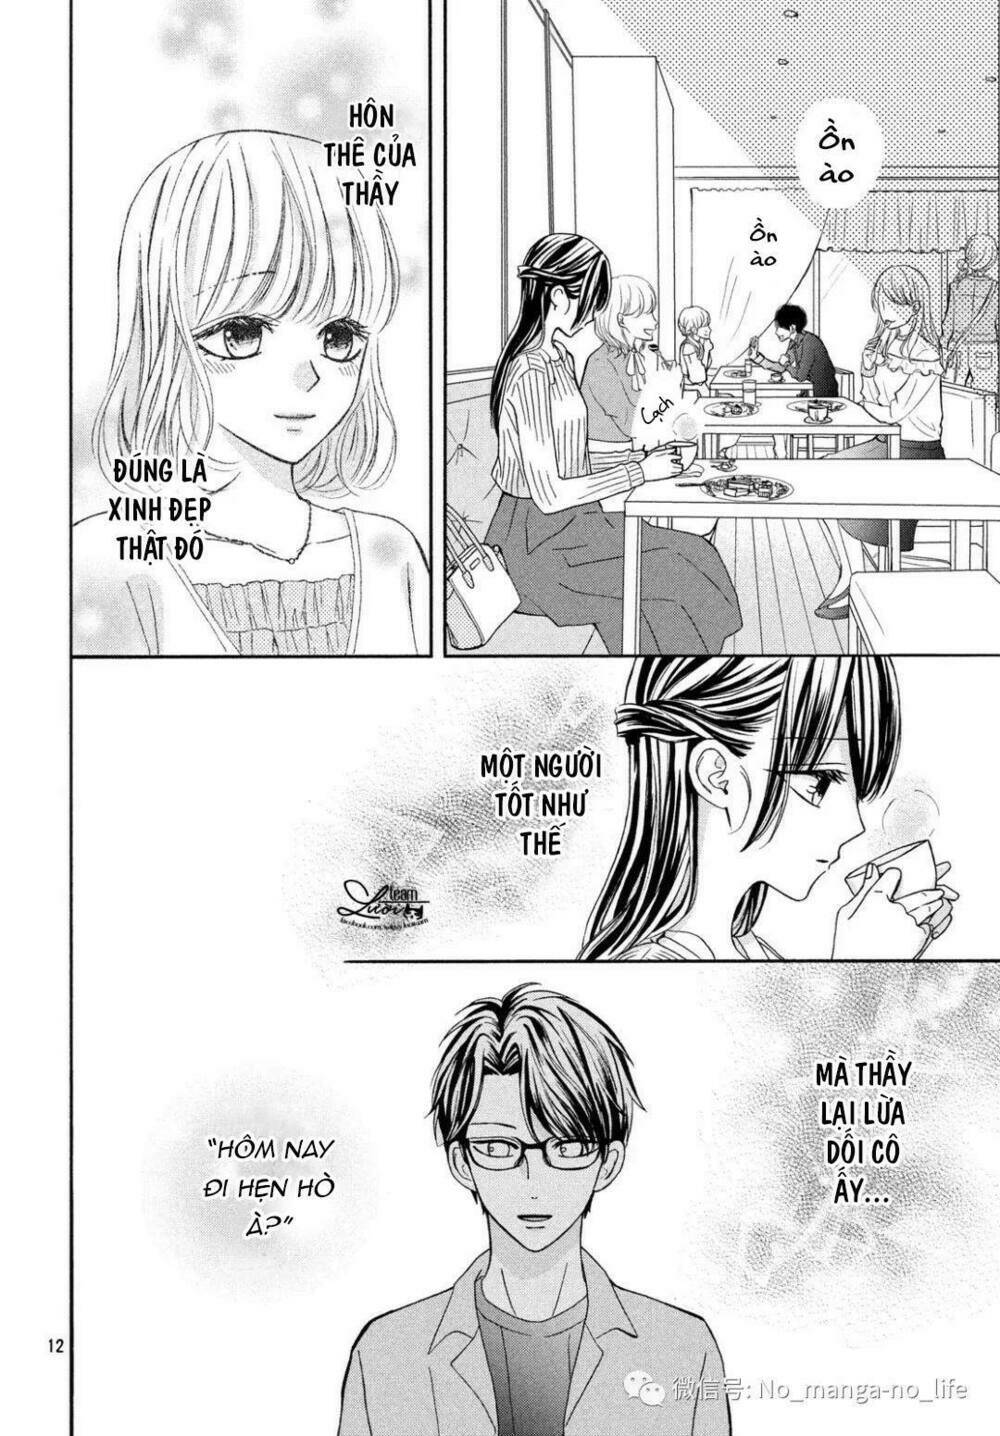 Ồn
ào
Ồn
ào
Cạch
HÔN
THÊ CỦA
THẦY
ĐÚNG LÀ
XINH ĐẸP
THẬT ĐÓ
MỘT NGƯỜI
TỐT NHƯ
THẾ
team
Lười
MÀ THẦY
LẠI LỪA
DỐI CÔ
ẤY...
"HÔM NAY
ĐI HẸN HÒ
À?"
12
微信号: No_manga-no_life